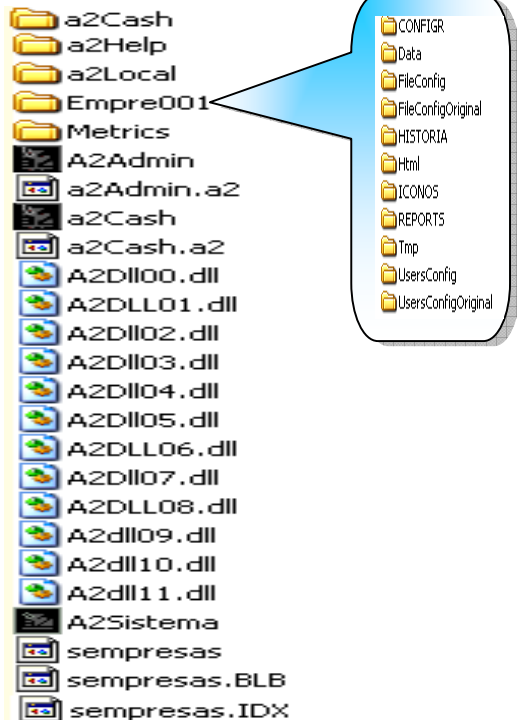 a2Cash
a2Help
a2Local
Empre001
Metrics
A2Admin
a2Admin.a2
a2Cash
a2Cash.a2
A2Dll00.dll
A2DLL01.dll
A2Dll02.dll
A2Dll03.dll
A2Dll04.dll
A2Dll05.dll
A2DLL06.dll
A2Dll07.dll
A2DLL08.dll
A2dll09.dll
A2dll10.dll
A2dll11.dll
A2Sistema
sempresas
sempresas.BLB
sempresas.IDX
CONFIGR
Data
FileConfig
FileConfigOriginal
HISTORIA
Html
ICONOS
REPORTS
Tmp
UsersConfig
UsersConfigOriginal